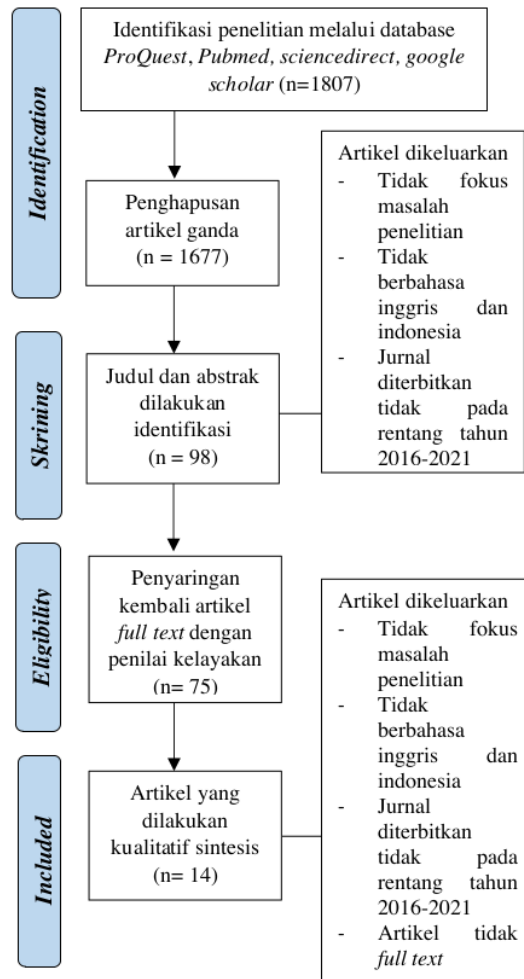 Identification
Identifikasi penelitian melalui database
ProQuest, Pubmed, sciencedirect, google
scholar (n=1807)
Penghapusan
artikel ganda
(n = 1677)
Artikel dikeluarkan
- Tidak fokus
masalah
penelitian
- Tidak
berbahasa
inggris dan
indonesia
- Jurnal
diterbitkan
tidak pada
rentang tahun
2016-2021
Skrining
Judul dan abstrak
dilakukan
identifikasi
(n = 98)
Eligibility
Penyaringan
kembali artikel
full text dengan
penilai kelayakan
(n= 75)
Artikel dikeluarkan
- Tidak fokus
masalah
penelitian
- Tidak
berbahasa
inggris dan
indonesia
- Jurnal
diterbitkan
tidak pada
rentang tahun
2016-2021
- Artikel tidak
full text
Included
Artikel yang
dilakukan
kualitatif sintesis
(n= 14)